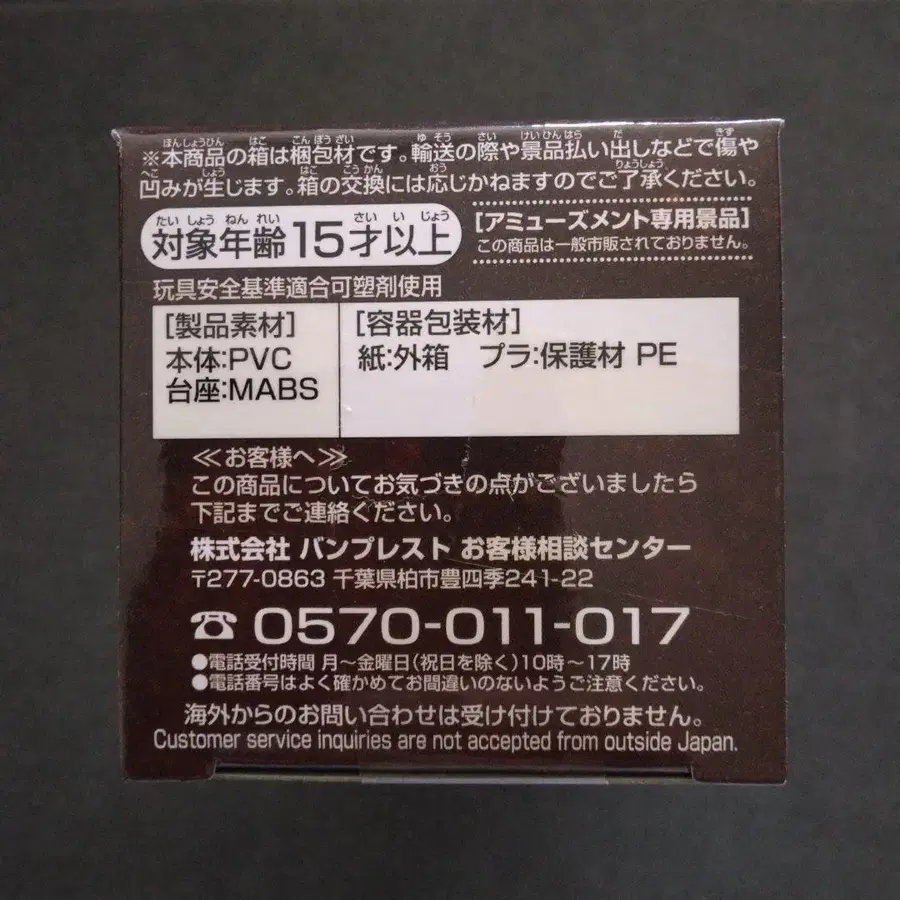 ※本商品の箱は梱包材です。輸送の際や景品払い出しなどで傷や
凹みが生じます。箱の交換には応じかねますのでご了承ください。
対象年齢15才以上
[アミューズメント専用景品]
この商品は一般市販されておりません。
玩具安全基準適合可塑剤使用
[製品素材]
本体:PVC
台座:MABS
[容器包装材]
紙:外箱 プラ:保護材 PE
≪お客様へ≫
この商品についてお気づきの点がございましたら
下記までご連絡ください。
株式会社 バンプレスト お客様相談センター
〒277-0863 千葉県柏市豊四季241-22
☎ 0570-011-017
●電話受付時間 月～金曜日(祝日を除く)10時～17時
●電話番号はよく確かめてお間違いのないようご注意ください。
海外からのお問い合わせは受け付けておりません。
Customer service inquiries are not accepted from outside Japan.